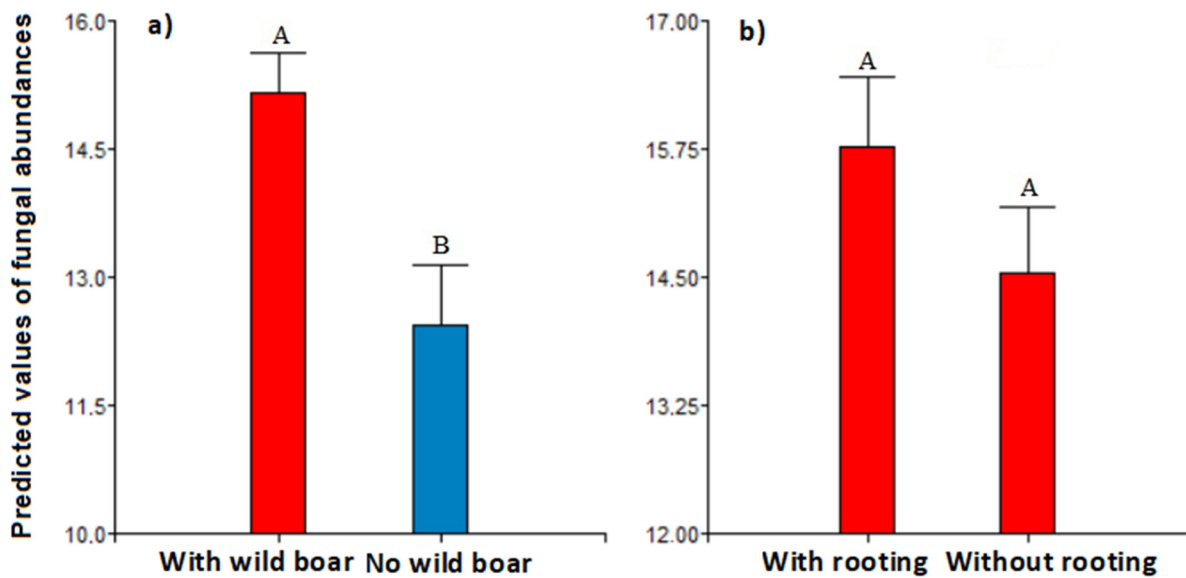 Predicted values of fungal abundances
a)
16.0
14.5
13.0
11.5
10.0
A
B
With wild boar No wild boar
b)
17.00
15.75
14.50
13.25
12.00
A
A
With rooting Without rooting